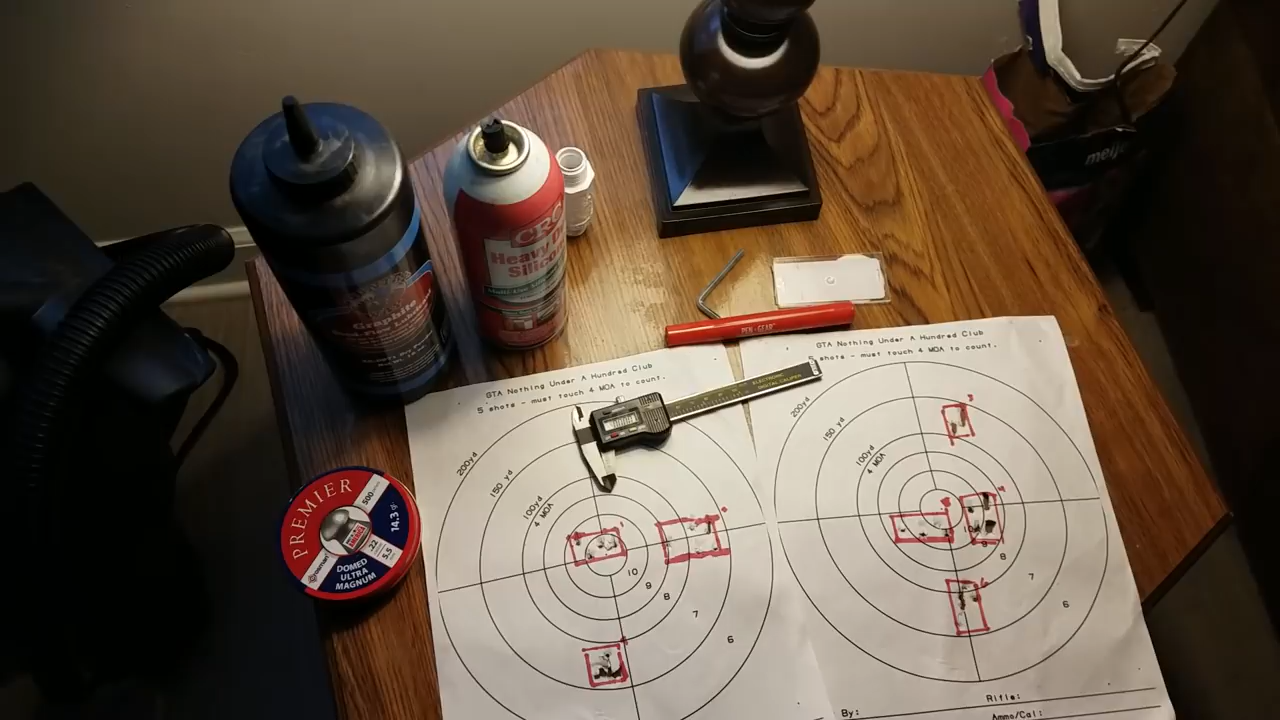 Graphite
CRC
Heavy Duty
Silicone
meijer
PEN+GEAR
PREMIER
500
14.3 gr.
.22
5.5
DOMED
ULTRA
MAGNUM
ELECTRONIC
DIGITAL CALIPER
GTA Nothing Under A Hundred Club
5 shots - must touch 4 MOA to count.
200yd
150 yd
100yd
4 MOA
10
9
8
7
6
GTA Nothing Under A Hundred Club
5 shots - must touch 4 MOA to count.
200yd
150 yd
100yd
4 MOA
9
8
7
6
By:
Rifle:
Ammo/Cal: